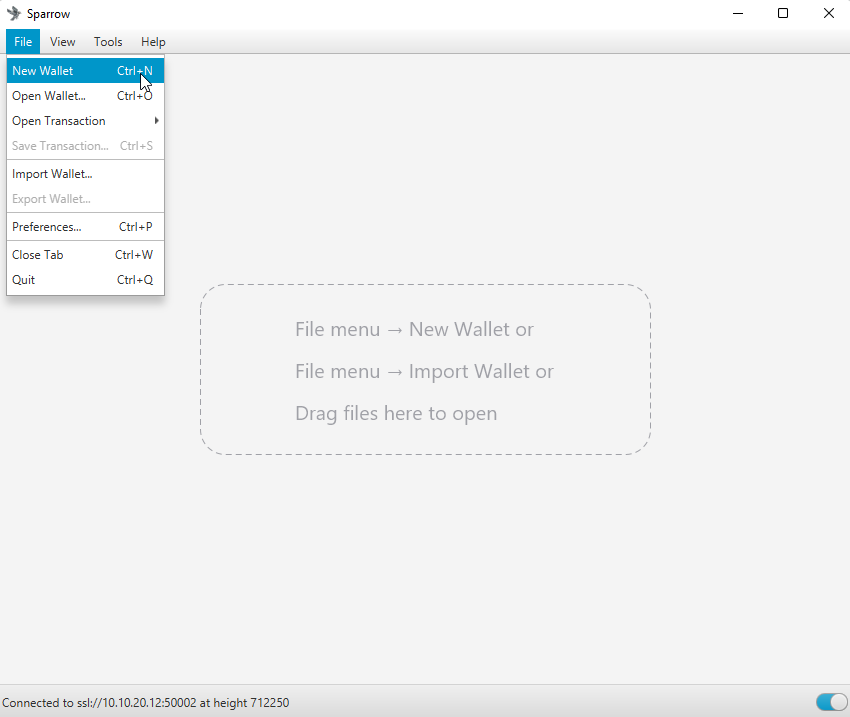 Sparrow
File View Tools Help
New Wallet Ctrl+N
Open Wallet... Ctrl+O
Open Transaction
Save Transaction... Ctrl+S
Import Wallet...
Export Wallet...
Preferences... Ctrl+P
Close Tab Ctrl+W
Quit Ctrl+Q
File menu → New Wallet or
File menu → Import Wallet or
Drag files here to open
Connected to ssl://10.10.20.12:50002 at height 712250